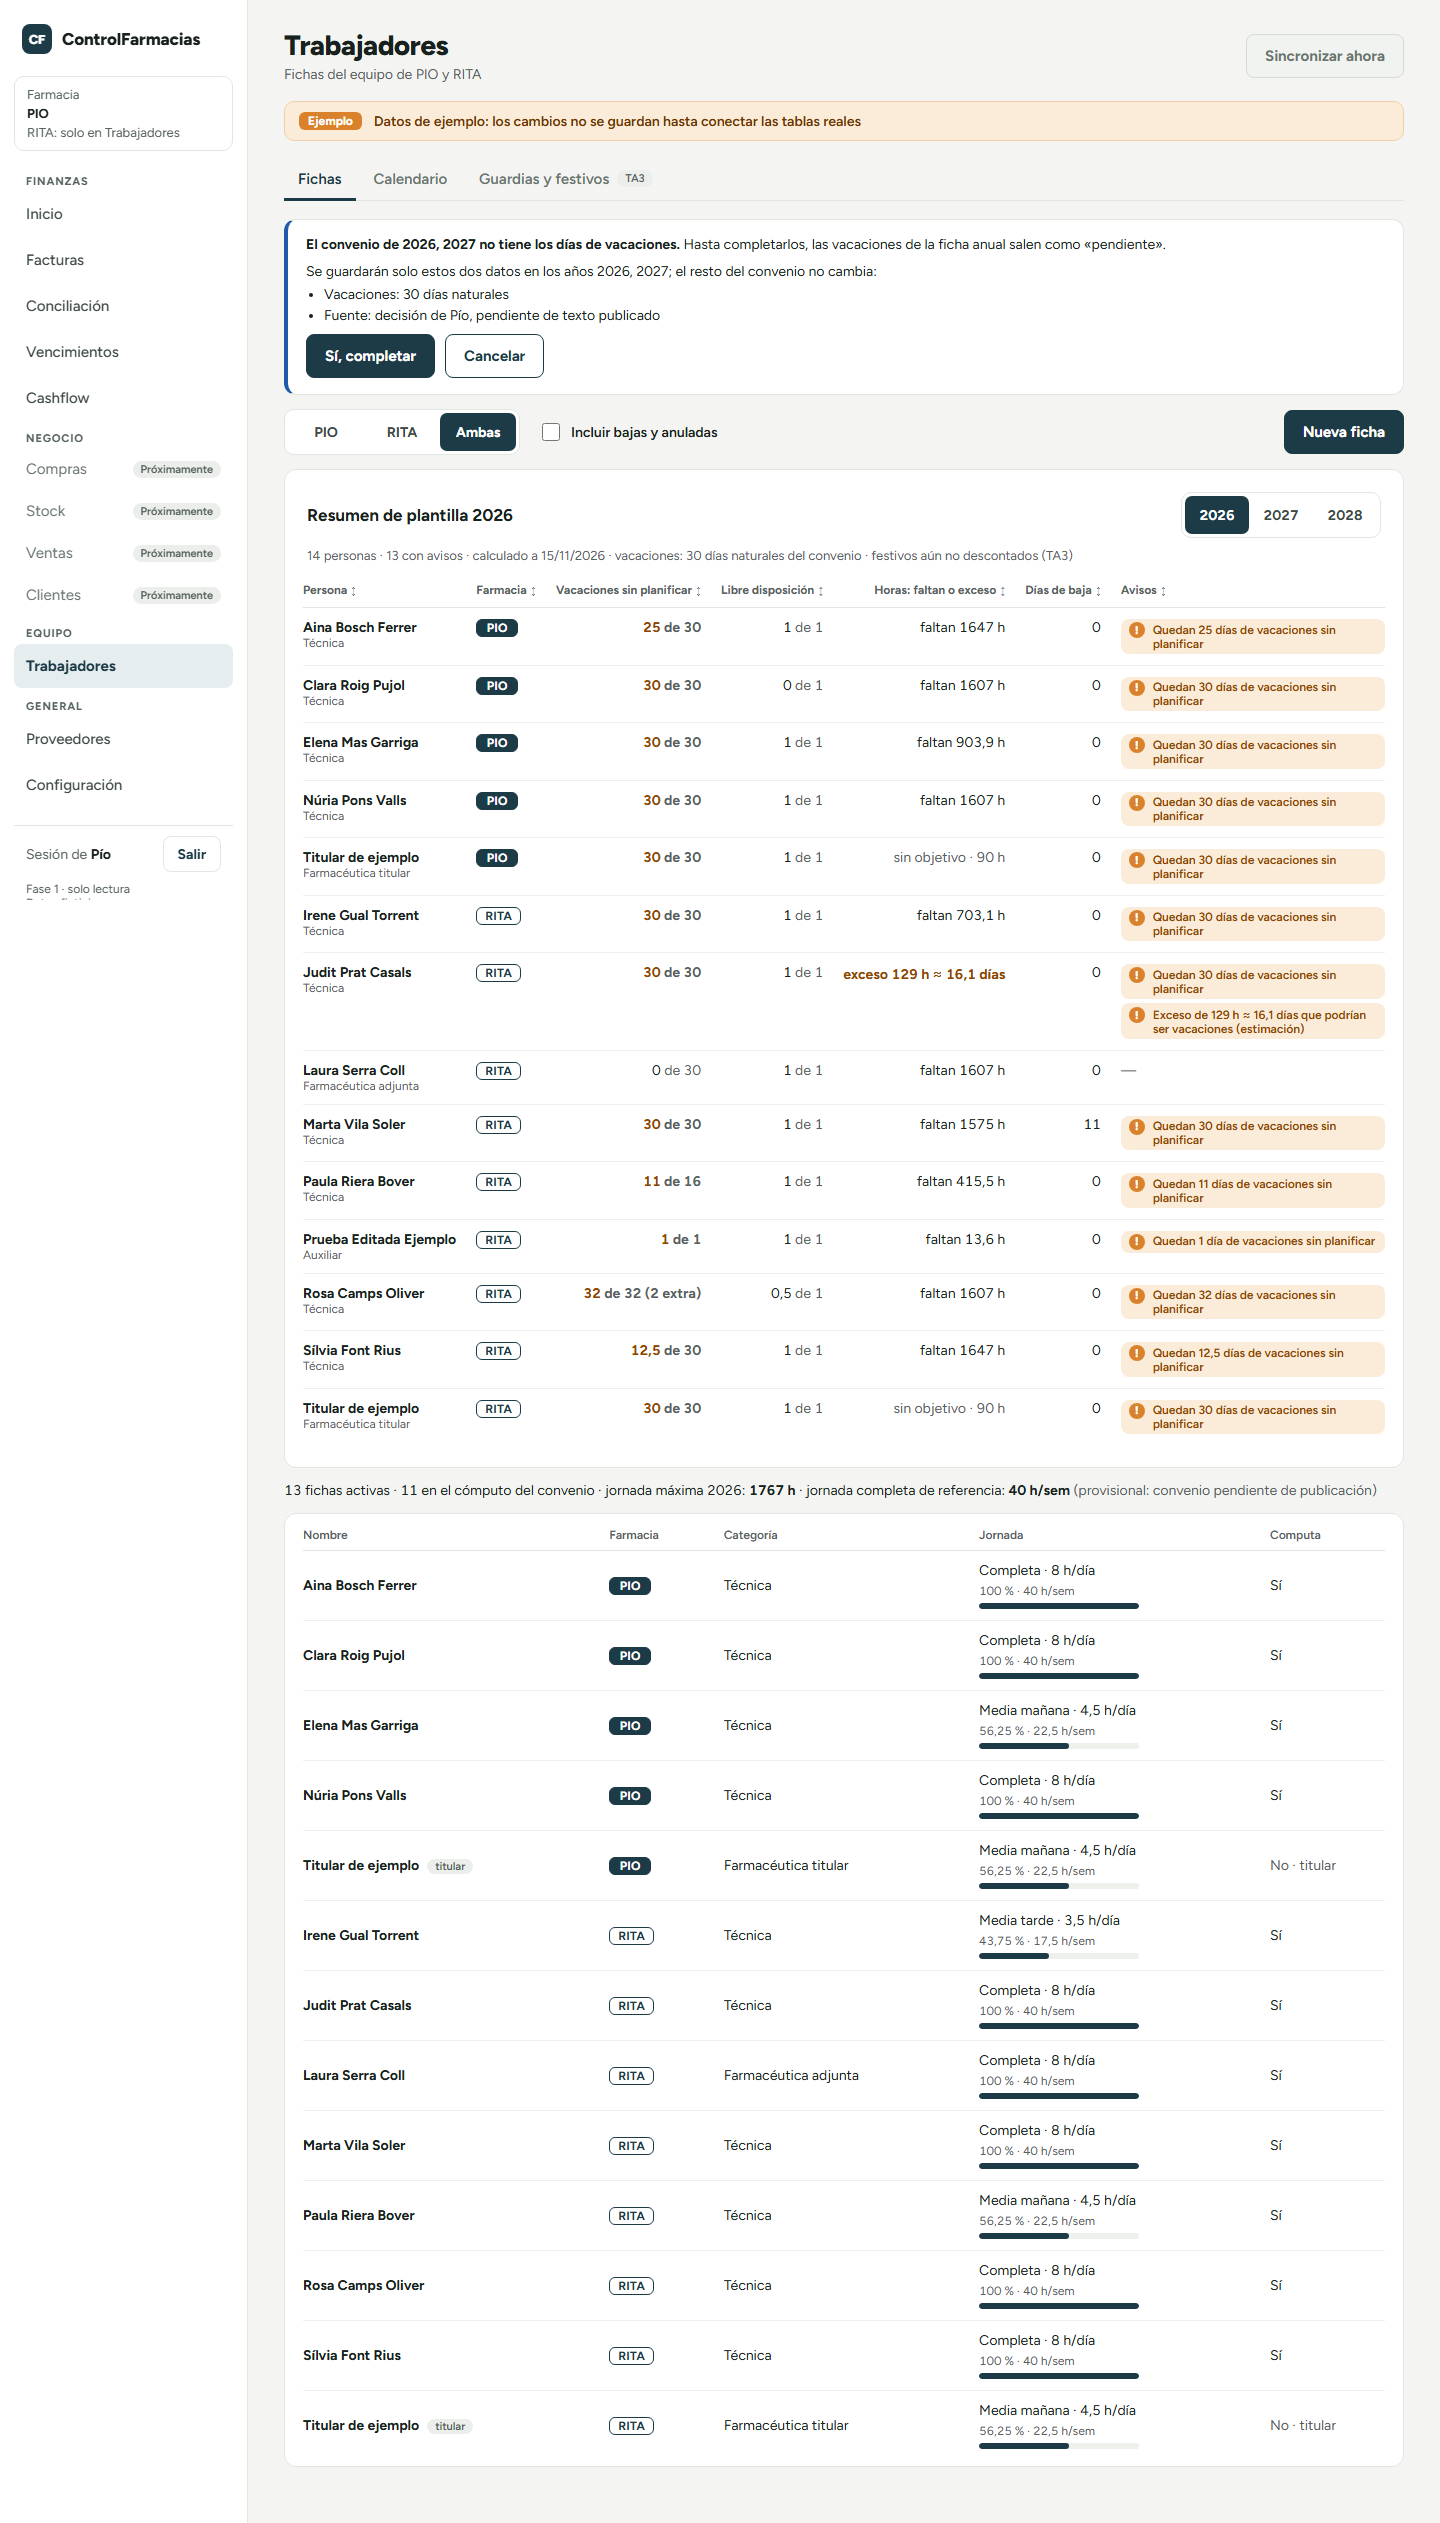 CF ControlFarmacias
Farmacia
PIO
RITA: solo en Trabajadores
FINANZAS
Inicio
Facturas
Conciliación
Vencimientos
Cashflow
NEGOCIO
Compras Próximamente
Stock Próximamente
Ventas Próximamente
Clientes Próximamente
EQUIPO
Trabajadores
GENERAL
Proveedores
Configuración
Sesión de Pío Salir
Fase 1 · solo lectura
Trabajadores
Fichas del equipo de PIO y RITA
Sincronizar ahora
Ejemplo Datos de ejemplo: los cambios no se guardan hasta conectar las tablas reales
Fichas Calendario Guardias y festivos TA3
El convenio de 2026, 2027 no tiene los días de vacaciones. Hasta completarlos, las vacaciones de la ficha anual salen como «pendiente».
Se guardarán solo estos dos datos en los años 2026, 2027; el resto del convenio no cambia:
• Vacaciones: 30 días naturales
• Fuente: decisión de Pío, pendiente de texto publicado
Sí, completar Cancelar
PIO RITA Ambas Incluir bajas y anuladas Nueva ficha
Resumen de plantilla 2026 2026 2027 2028
14 personas · 13 con avisos · calculado a 15/11/2026 · vacaciones: 30 días naturales del convenio · festivos aún no descontados (TA3)
Persona ↕ Farmacia ↕ Vacaciones sin planificar ↕ Libre disposición ↕ Horas: faltan o exceso ↕ Días de baja ↕ Avisos ↕
Aina Bosch Ferrer PIO 25 de 30 1 de 1 faltan 1647 h 0 ! Quedan 25 días de vacaciones sin
Técnica planificar
Clara Roig Pujol PIO 30 de 30 0 de 1 faltan 1607 h 0 ! Quedan 30 días de vacaciones sin
Técnica planificar
Elena Mas Garriga PIO 30 de 30 1 de 1 faltan 903,9 h 0 ! Quedan 30 días de vacaciones sin
Técnica planificar
Núria Pons Valls PIO 30 de 30 1 de 1 faltan 1607 h 0 ! Quedan 30 días de vacaciones sin
Técnica planificar
Titular de ejemplo PIO 30 de 30 1 de 1 sin objetivo · 90 h 0 ! Quedan 30 días de vacaciones sin
Farmacéutica titular planificar
Irene Gual Torrent RITA 30 de 30 1 de 1 faltan 703,1 h 0 ! Quedan 30 días de vacaciones sin
Técnica planificar
Judit Prat Casals RITA 30 de 30 1 de 1 exceso 129 h ≈ 16,1 días 0 ! Quedan 30 días de vacaciones sin
Técnica planificar
! Exceso de 129 h ≈ 16,1 días que podrían
ser vacaciones (estimación)
Laura Serra Coll RITA 0 de 30 1 de 1 faltan 1607 h 0 —
Farmacéutica adjunta
Marta Vila Soler RITA 30 de 30 1 de 1 faltan 1575 h 11 ! Quedan 30 días de vacaciones sin
Técnica planificar
Paula Riera Bover RITA 11 de 16 1 de 1 faltan 415,5 h 0 ! Quedan 11 días de vacaciones sin
Técnica planificar
Prueba Editada Ejemplo RITA 1 de 1 1 de 1 faltan 13,6 h 0 ! Quedan 1 día de vacaciones sin planificar
Auxiliar
Rosa Camps Oliver RITA 32 de 32 (2 extra) 0,5 de 1 faltan 1607 h 0 ! Quedan 32 días de vacaciones sin
Técnica planificar
Sílvia Font Rius RITA 12,5 de 30 1 de 1 faltan 1647 h 0 ! Quedan 12,5 días de vacaciones sin
Técnica planificar
Titular de ejemplo RITA 30 de 30 1 de 1 sin objetivo · 90 h 0 ! Quedan 30 días de vacaciones sin
Farmacéutica titular planificar
13 fichas activas · 11 en el cómputo del convenio · jornada máxima 2026: 1767 h · jornada completa de referencia: 40 h/sem (provisional: convenio pendiente de publicación)
Nombre Farmacia Categoría Jornada Computa
Completa · 8 h/día
Aina Bosch Ferrer PIO Técnica Sí
100 % · 40 h/sem
Completa · 8 h/día
Clara Roig Pujol PIO Técnica Sí
100 % · 40 h/sem
Media mañana · 4,5 h/día
Elena Mas Garriga PIO Técnica Sí
56,25 % · 22,5 h/sem
Completa · 8 h/día
Núria Pons Valls PIO Técnica Sí
100 % · 40 h/sem
Media mañana · 4,5 h/día
Titular de ejemplo titular PIO Farmacéutica titular No · titular
56,25 % · 22,5 h/sem
Media tarde · 3,5 h/día
Irene Gual Torrent RITA Técnica Sí
43,75 % · 17,5 h/sem
Completa · 8 h/día
Judit Prat Casals RITA Técnica Sí
100 % · 40 h/sem
Completa · 8 h/día
Laura Serra Coll RITA Farmacéutica adjunta Sí
100 % · 40 h/sem
Completa · 8 h/día
Marta Vila Soler RITA Técnica Sí
100 % · 40 h/sem
Media mañana · 4,5 h/día
Paula Riera Bover RITA Técnica Sí
56,25 % · 22,5 h/sem
Completa · 8 h/día
Rosa Camps Oliver RITA Técnica Sí
100 % · 40 h/sem
Completa · 8 h/día
Sílvia Font Rius RITA Técnica Sí
100 % · 40 h/sem
Media mañana · 4,5 h/día
Titular de ejemplo titular RITA Farmacéutica titular No · titular
56,25 % · 22,5 h/sem